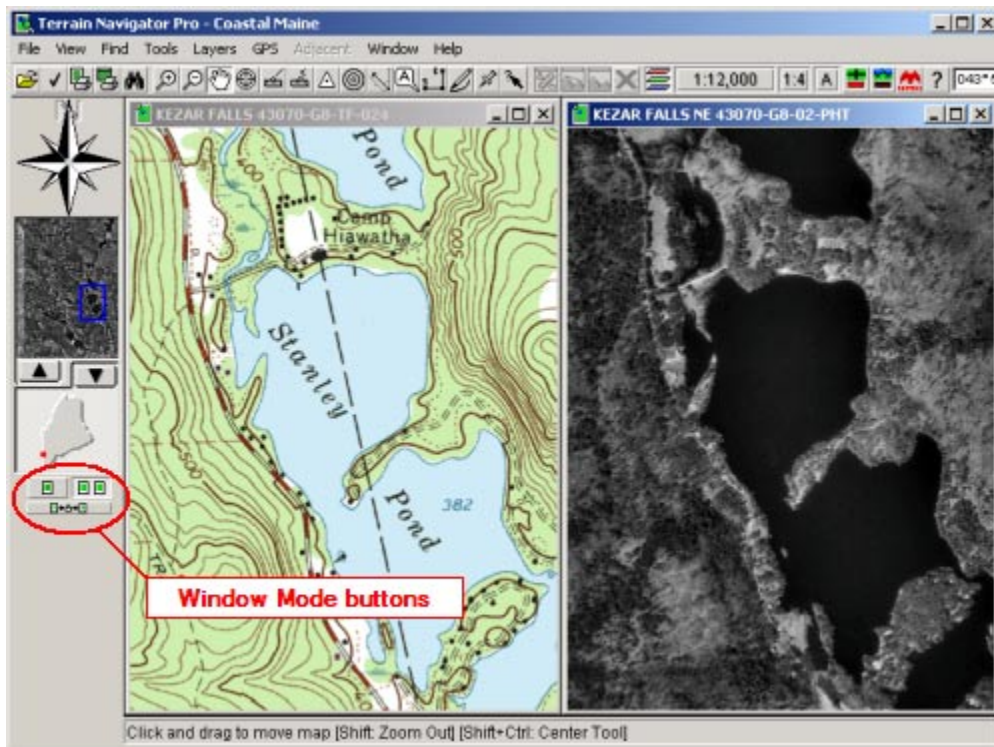 Terrain Navigator Pro - Coastal Maine
File View Find Tools Layers GPS Adjacent Window Help
1:12,000 1:4 A ? 043°
KEZAR FALLS 43070-G8-TF-024
KEZAR FALLS NE 43070-G8-02-PHT
400
Pond
Camp
Hiawatha
500
Stanley
500
Pond
382
Window Mode buttons
Click and drag to move map [Shift: Zoom Out] [Shift+Ctrl: Center Tool]